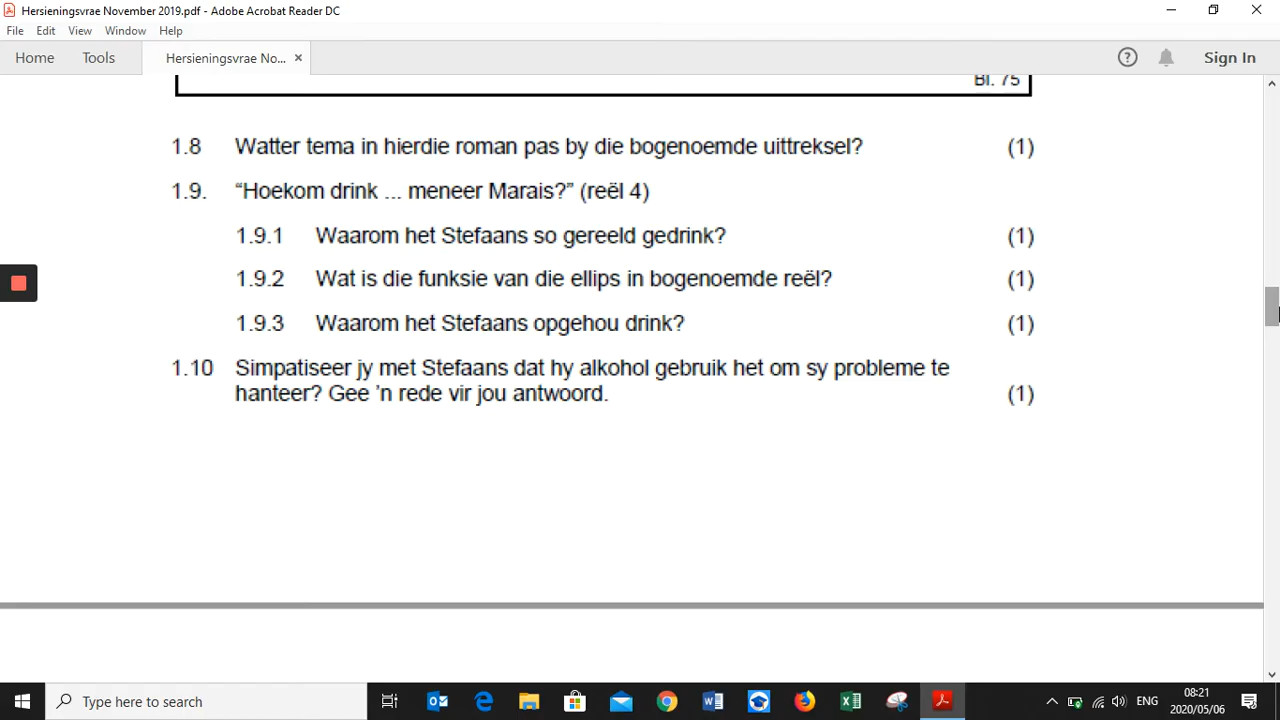 Hersieningsvrae November 2019.pdf - Adobe Acrobat Reader DC
File Edit View Window Help
Home Tools Hersieningsvrae No... × Sign In
Bl. 75
1.8 Watter tema in hierdie roman pas by die bogenoemde uittreksel? (1)
1.9. “Hoekom drink ... meneer Marais?” (reël 4)
1.9.1 Waarom het Stefaans so gereeld gedrink? (1)
1.9.2 Wat is die funksie van die ellips in bogenoemde reël? (1)
1.9.3 Waarom het Stefaans opgehou drink? (1)
1.10 Simpatiseer jy met Stefaans dat hy alkohol gebruik het om sy probleme te
hanteer? Gee ’n rede vir jou antwoord. (1)
Type here to search
ENG
08:21
2020/05/06